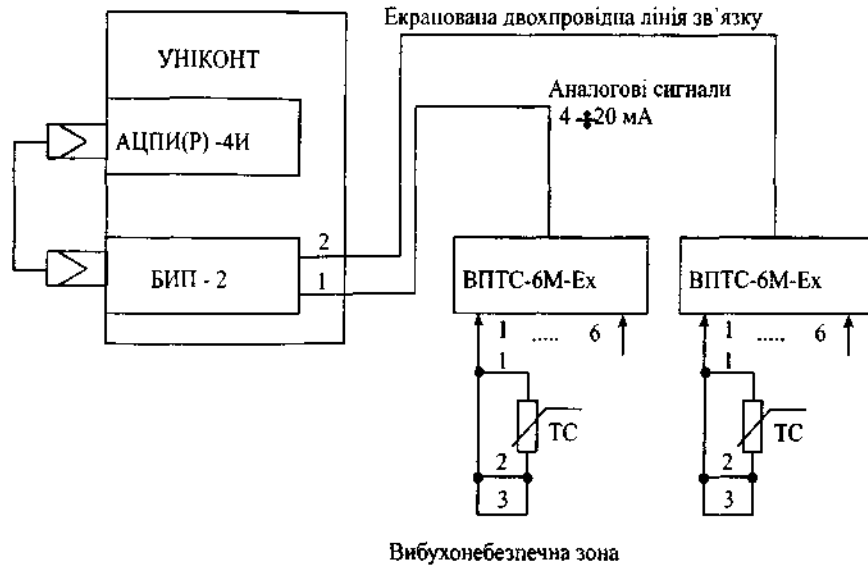 Екранована двохпровідна лінія зв’язку
УНІКОНТ
Аналогові сигнали
4 ÷ 20 мА
АЦПИ(Р) -4И
2
БИП - 2
1
ВПТС-6М-Ех
ВПТС-6М-Ех
1 ..... 6
1 ..... 6
1
1
ТС
ТС
2
2
3
3
Вибухонебезпечна зона